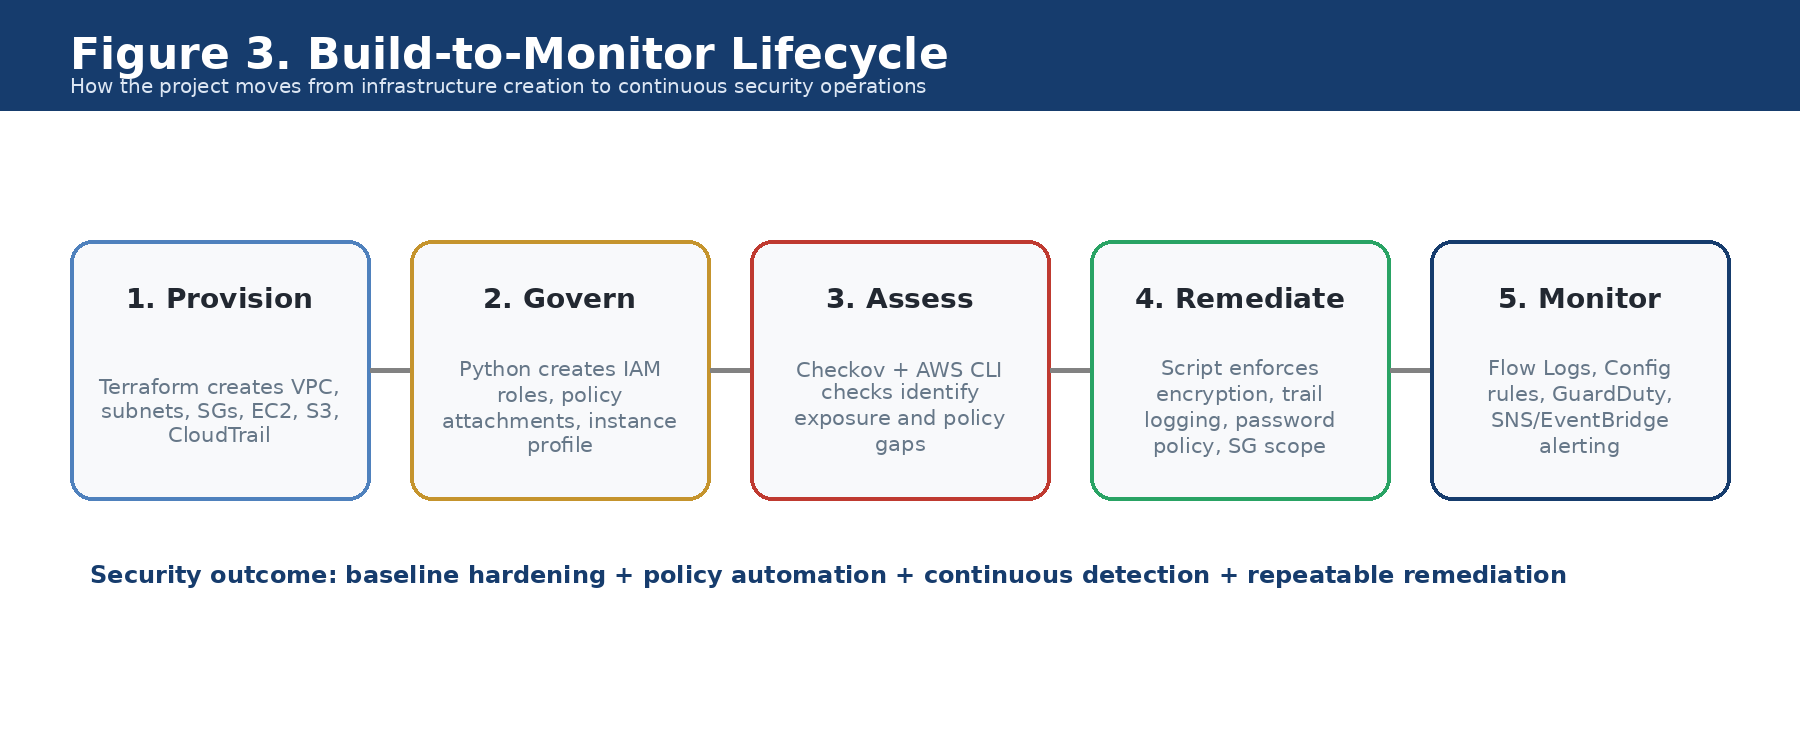 Figure 3. Build-to-Monitor Lifecycle
How the project moves from infrastructure creation to continuous security operations
1. Provision
Terraform creates VPC,
subnets, SGs, EC2, S3,
CloudTrail
2. Govern
Python creates IAM
roles, policy
attachments, instance
profile
3. Assess
Checkov + AWS CLI
checks identify
exposure and policy
gaps
4. Remediate
Script enforces
encryption, trail
logging, password
policy, SG scope
5. Monitor
Flow Logs, Config
rules, GuardDuty,
SNS/EventBridge
alerting
Security outcome: baseline hardening + policy automation + continuous detection + repeatable remediation